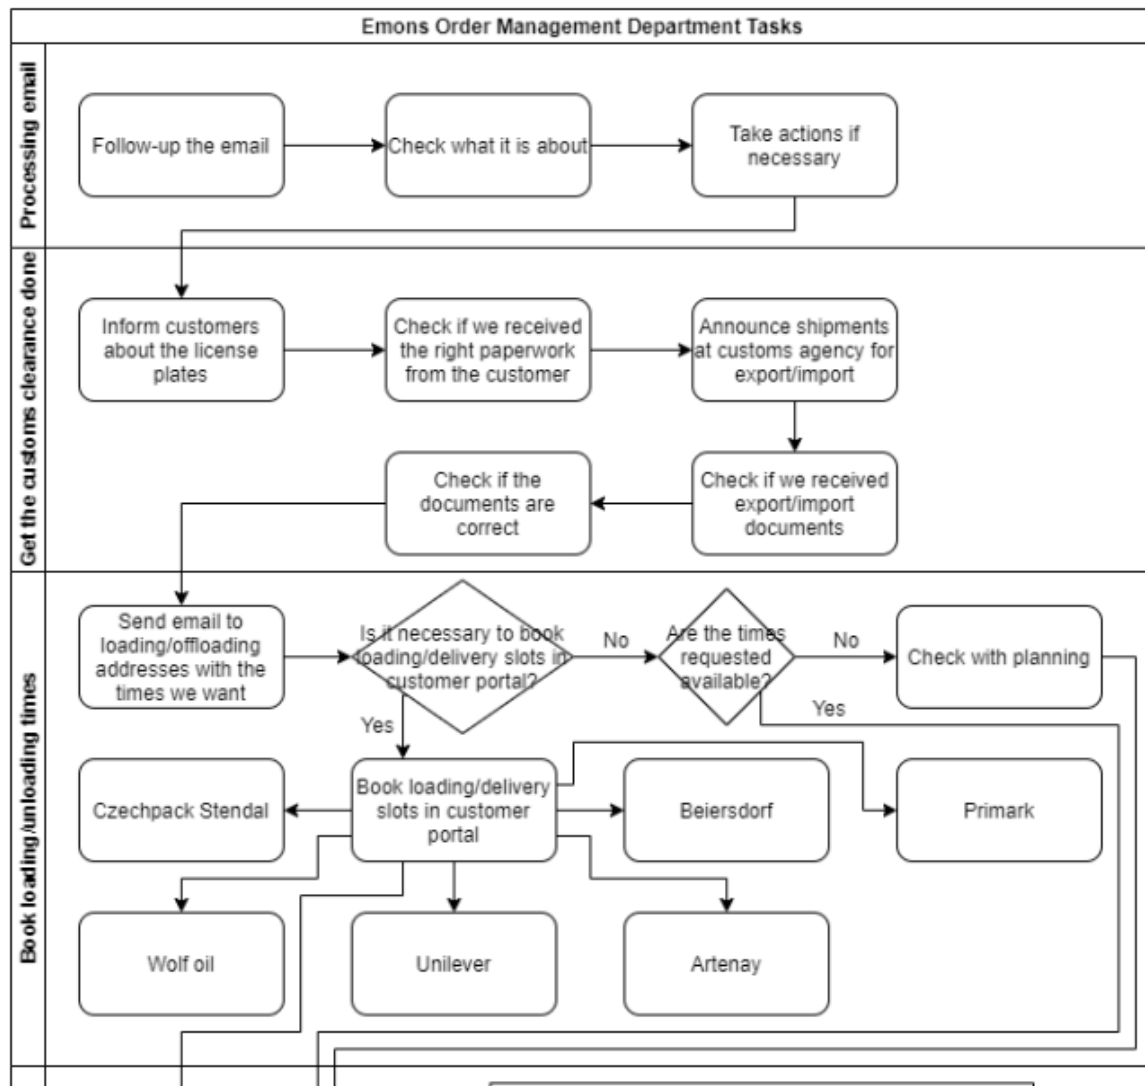 Emons Order Management Department Tasks
Processing email
Follow-up the email
Check what it is about
Take actions if
necessary
Get the customs clearance done
Inform customers
about the license
plates
Check if we received
the right paperwork
from the customer
Announce shipments
at customs agency for
export/import
Check if the
documents are
correct
Check if we received
export/import
documents
Book loading/unloading times
Send email to
loading/offloading
addresses with the
times we want
Is it necessary to book
loading/delivery slots in
customer portal?
No
Are the times
requested
available?
No
Check with planning
Yes
Yes
Czechpack Stendal
Book loading/delivery
slots in customer
portal
Beiersdorf
Primark
Wolf oil
Unilever
Artenay